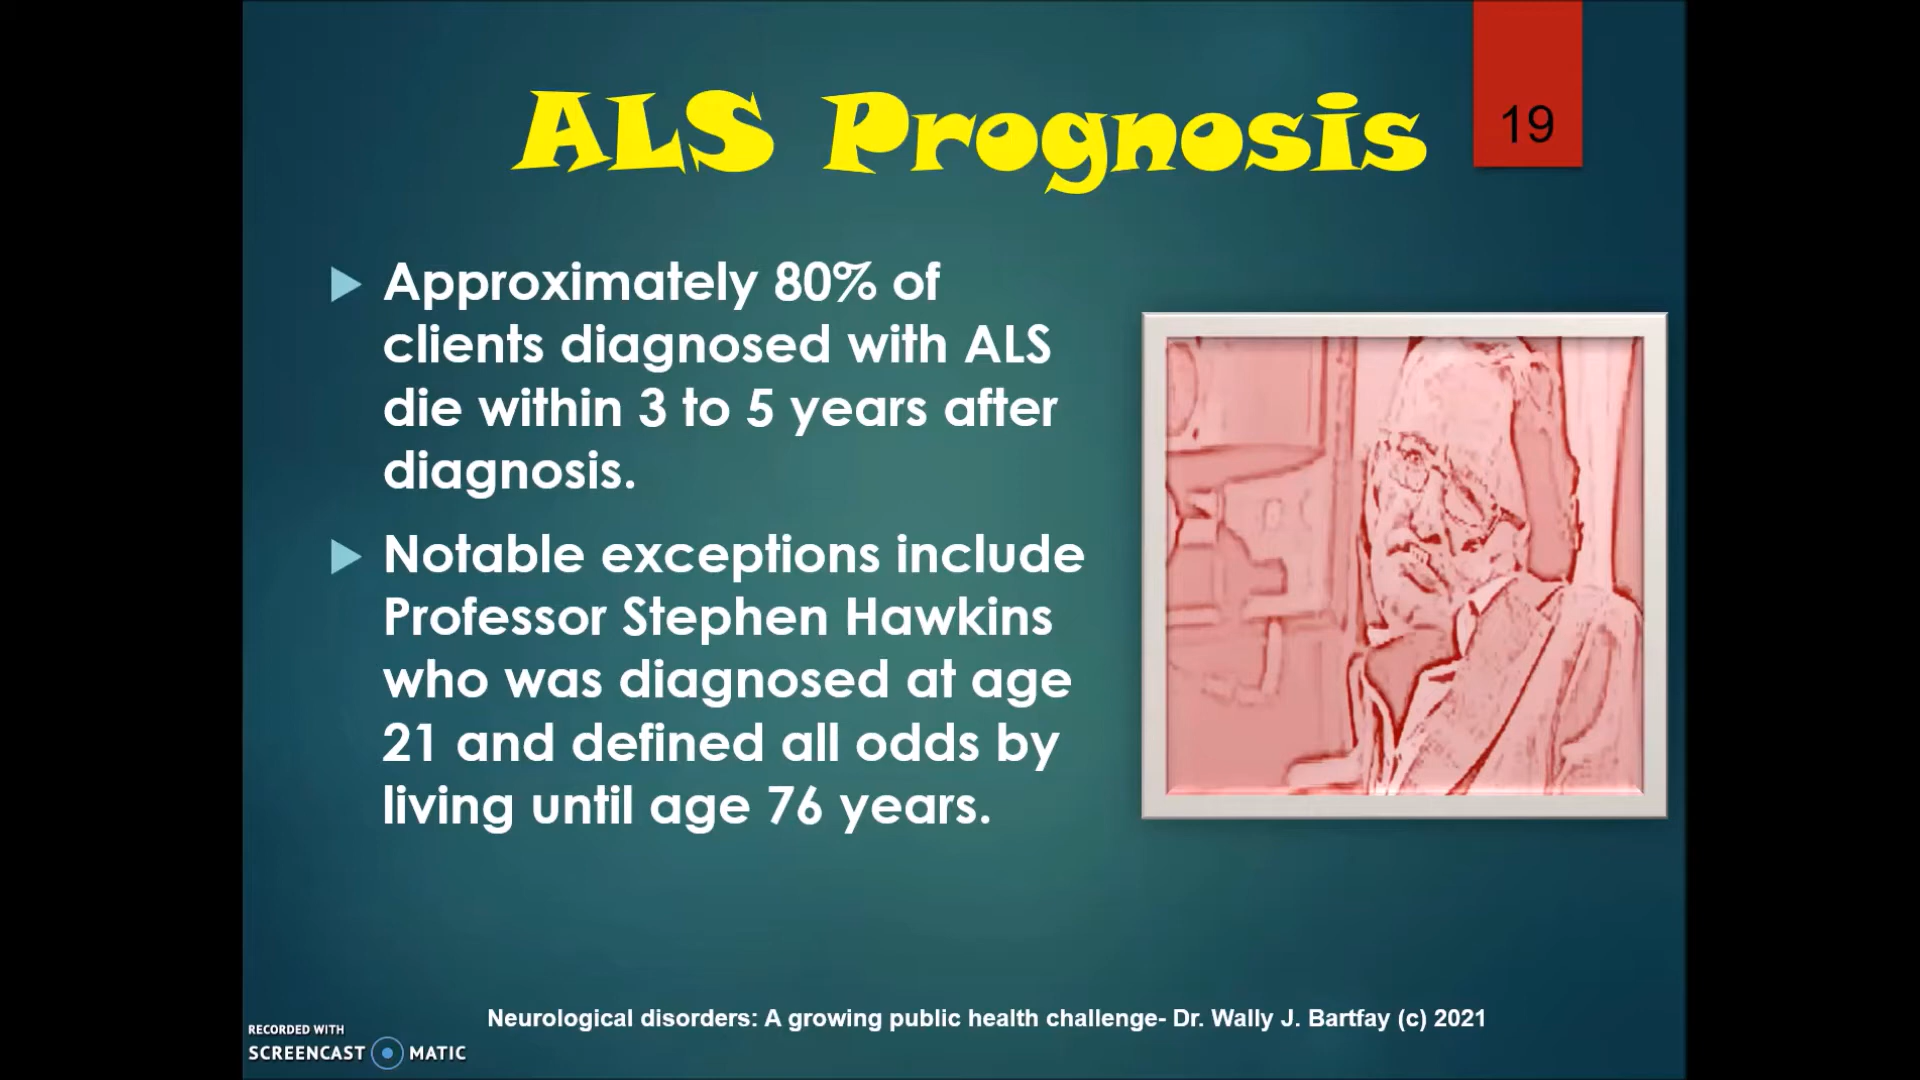 ALS Prognosis
19
Approximately 80% of
clients diagnosed with ALS
die within 3 to 5 years after
diagnosis.
Notable exceptions include
Professor Stephen Hawkins
who was diagnosed at age
21 and defined all odds by
living until age 76 years.
Neurological disorders: A growing public health challenge- Dr. Wally J. Bartfay (c) 2021
RECORDED WITH
SCREENCAST MATIC